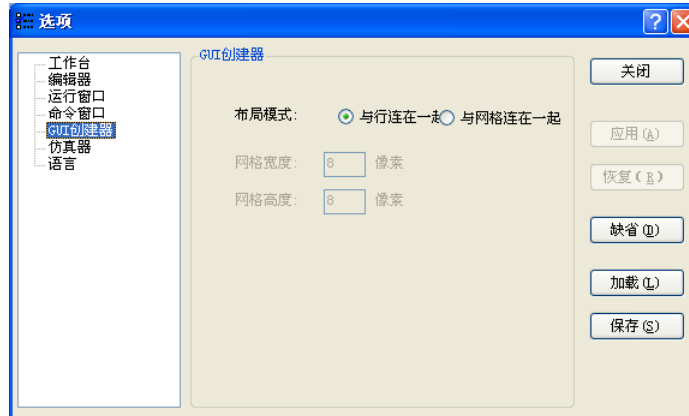 选项
工作台
编辑器
运行窗口
命令窗口
GUI创建器
仿真器
语言
GUI创建器
布局模式: 与行连在一起 与网格连在一起
网格宽度: 8 像素
网格高度: 8 像素
关闭
应用(A)
恢复(R)
缺省(D)
加载(L)
保存(S)